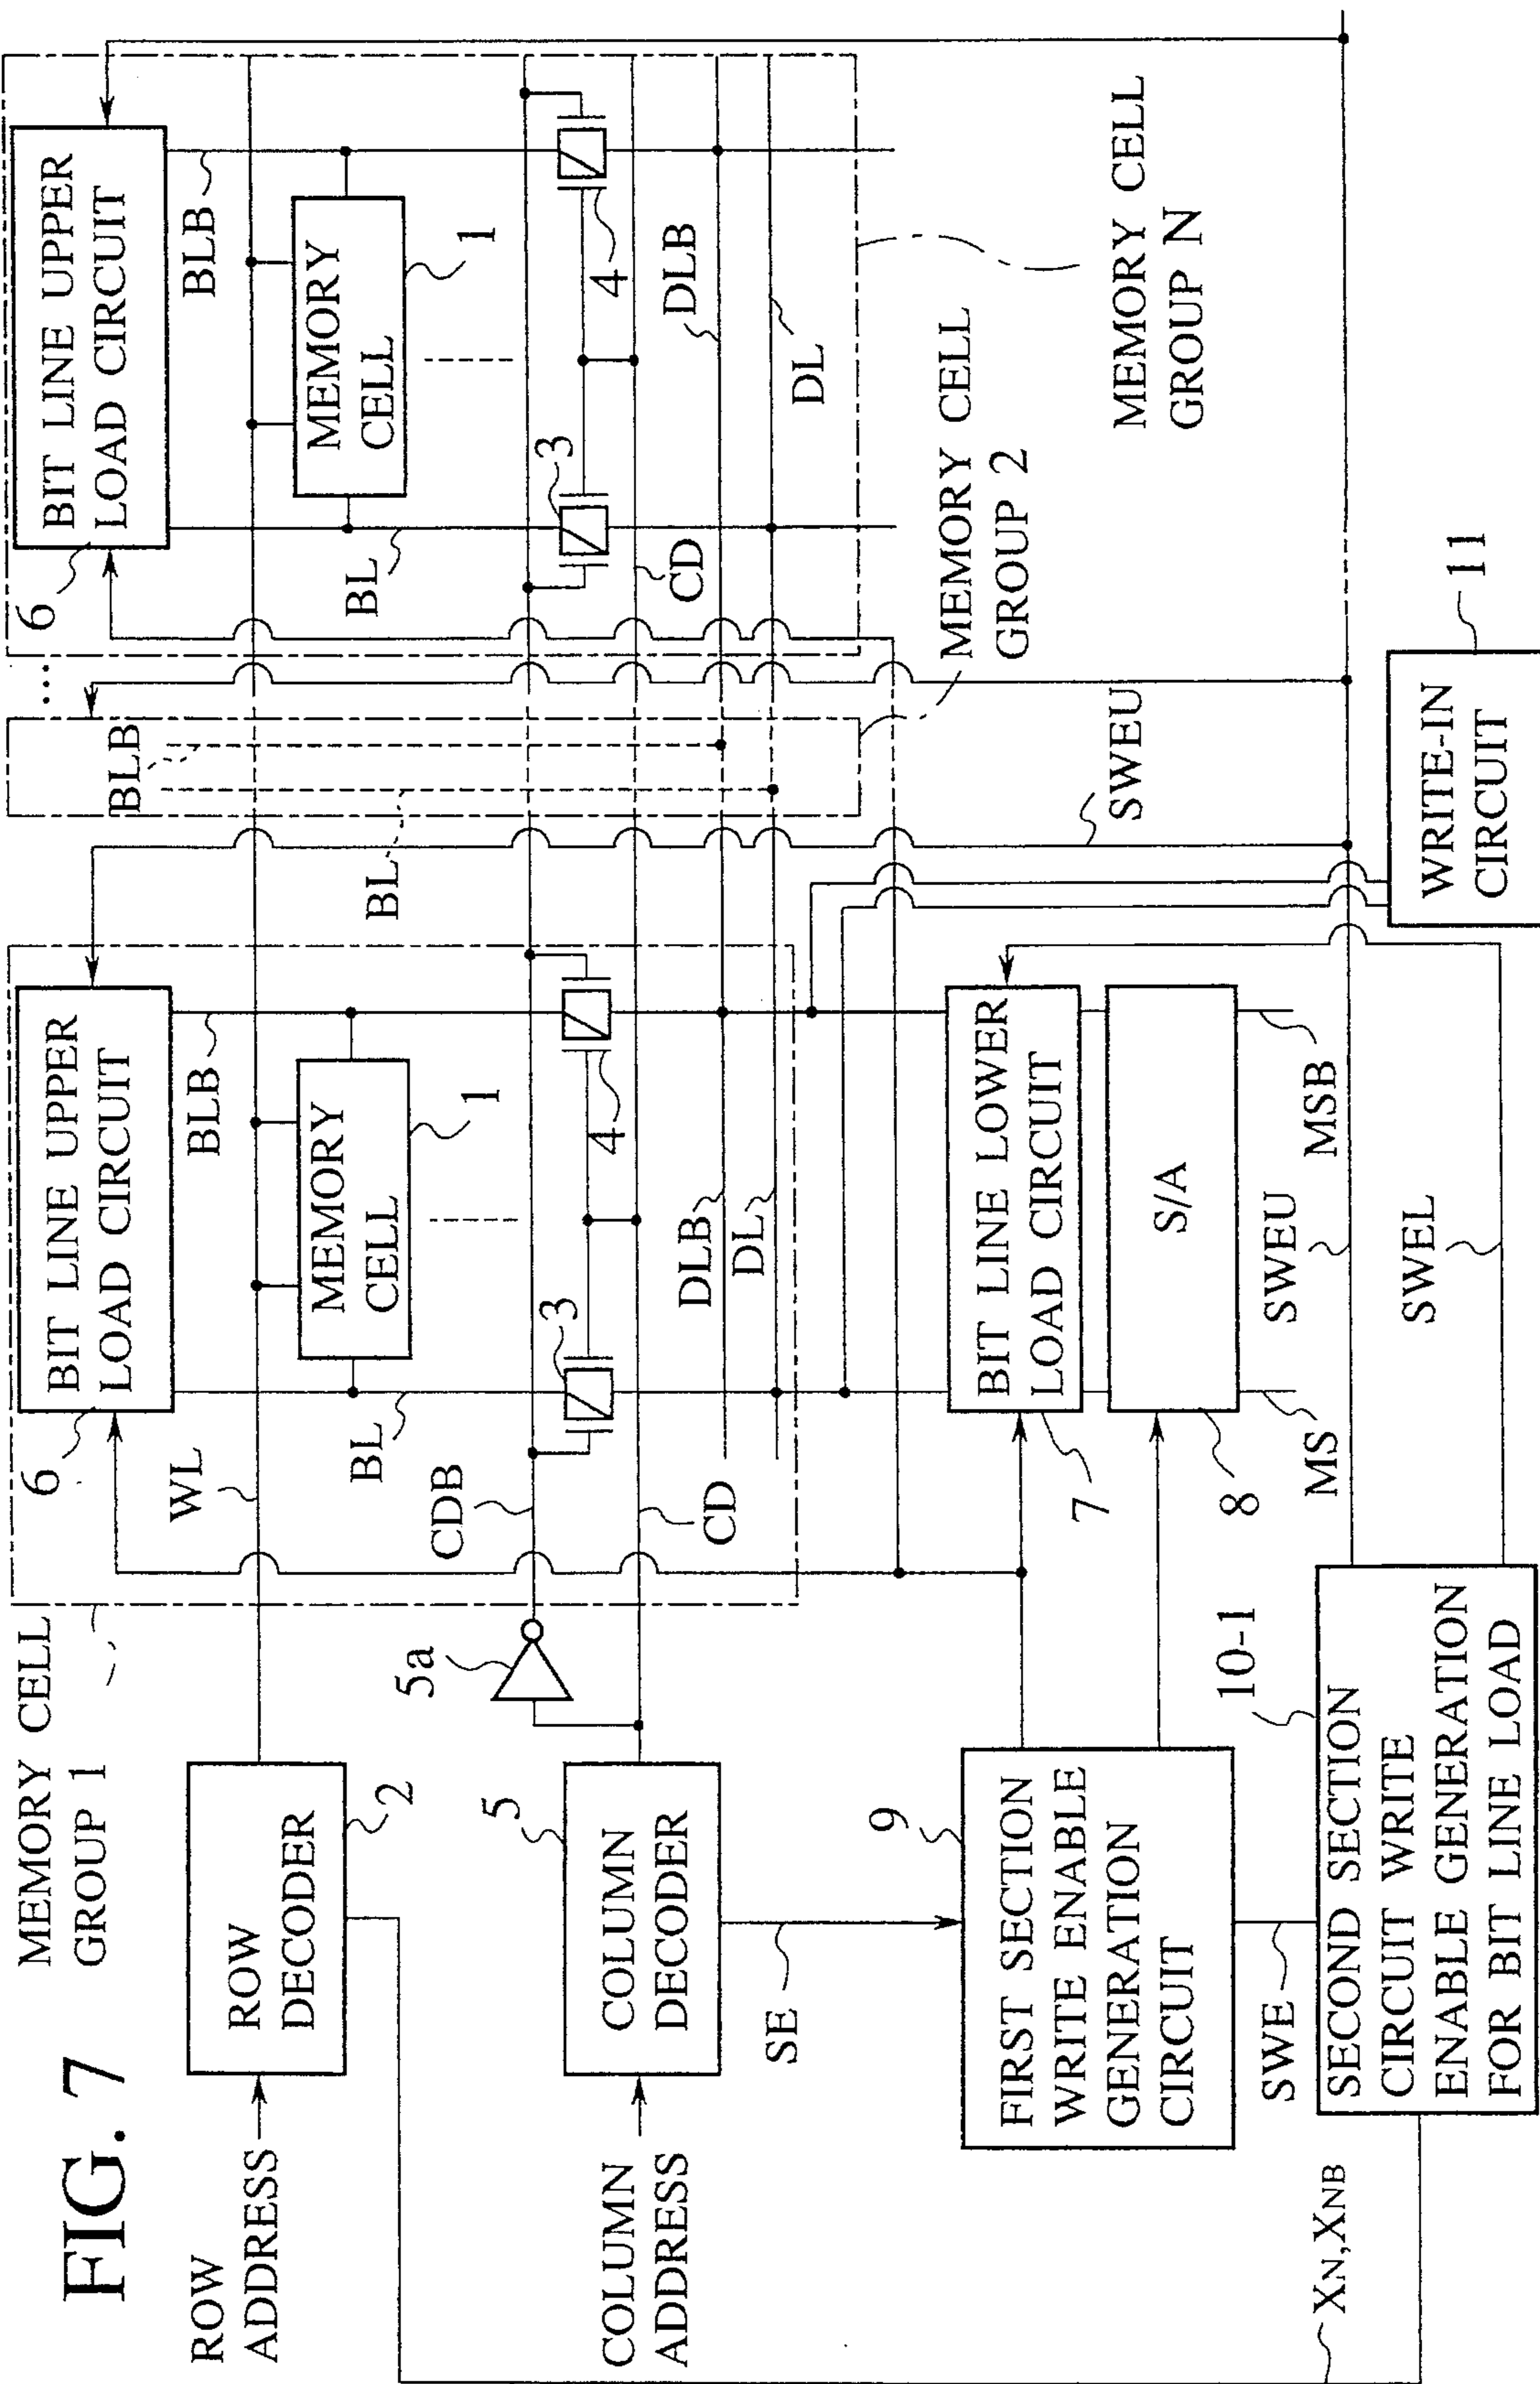 FIG. 7
MEMORY CELL
GROUP 1
6
BIT LINE UPPER
LOAD CIRCUIT
BLB
BL
BLB
...
6
BIT LINE UPPER
LOAD CIRCUIT
ROW
ADDRESS
ROW
DECODER
2
WL
BL
MEMORY
CELL
1
BLB
BL
MEMORY
CELL
1
BLB
5a
CDB
3
4
3
4
COLUMN
ADDRESS
COLUMN
DECODER
5
CD
DLB
DL
CD
DLB
DL
SE
MEMORY CELL
GROUP 2
MEMORY CELL
GROUP N
FIRST SECTION
WRITE ENABLE
GENERATION
CIRCUIT
9
7
BIT LINE LOWER
LOAD CIRCUIT
8
S/A
SWEU
MS
MSB
SWE
10-1
SWEU
XN,XNB
SECOND SECTION
CIRCUIT WRITE
ENABLE GENERATION
FOR BIT LINE LOAD
SWEL
WRITE-IN
CIRCUIT
11